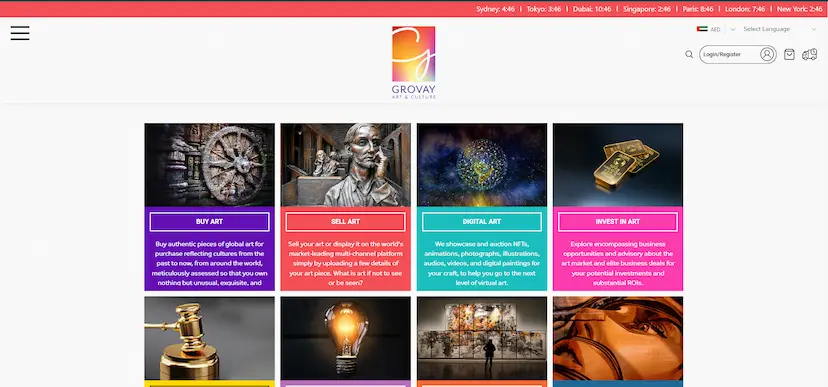 Sydney: 4:46 | Tokyo: 3:46 | Dubai: 10:46 | Singapore: 2:46 | Paris: 8:46 | London: 7:46 | New York: 2:46
AED
Select Language
Login/Register
GROVAY
ART & CULTURE
BUY ART
Buy authentic pieces of global art for
purchase reflecting cultures from the
past to now, from around the world,
meticulously assessed so that you own
nothing but unusual, exquisite, and
SELL ART
Sell your art or display it on the world's
market-leading multi-channel platform
simply by uploading a few details of
your art piece. What is art if not to see
or be seen?
DIGITAL ART
We showcase and auction NFTs,
animations, photographs, illustrations,
audios, videos, and digital paintings for
your craft, to help you go to the next
level of virtual art.
INVEST IN ART
Explore encompassing business
opportunities and advisory about the
art market and elite business deals for
your potential investments and
substantial ROIs.